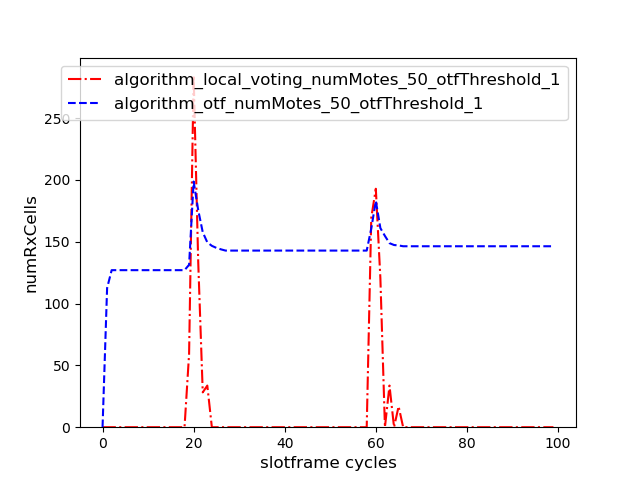 algorithm_local_voting_numMotes_50_otfThreshold_1
algorithm_otf_numMotes_50_otfThreshold_1
250
200
150
100
50
0
numRxCells
0 20 40 60 80 100
slotframe cycles